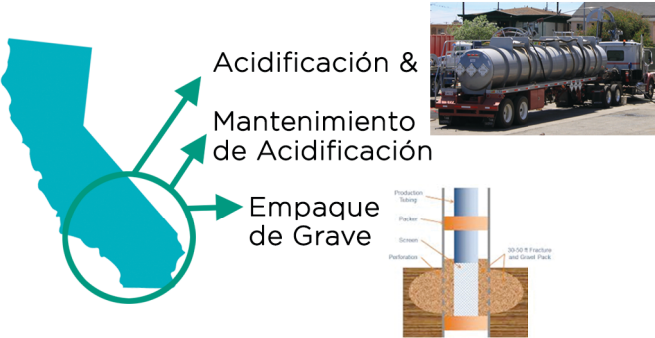 Acidificación &
Mantenimiento
de Acidificación
Empaque
de Grave
Production
Tubing
Packer
Screen
Perforation
30-50 ft Fracture
and Gravel Pack